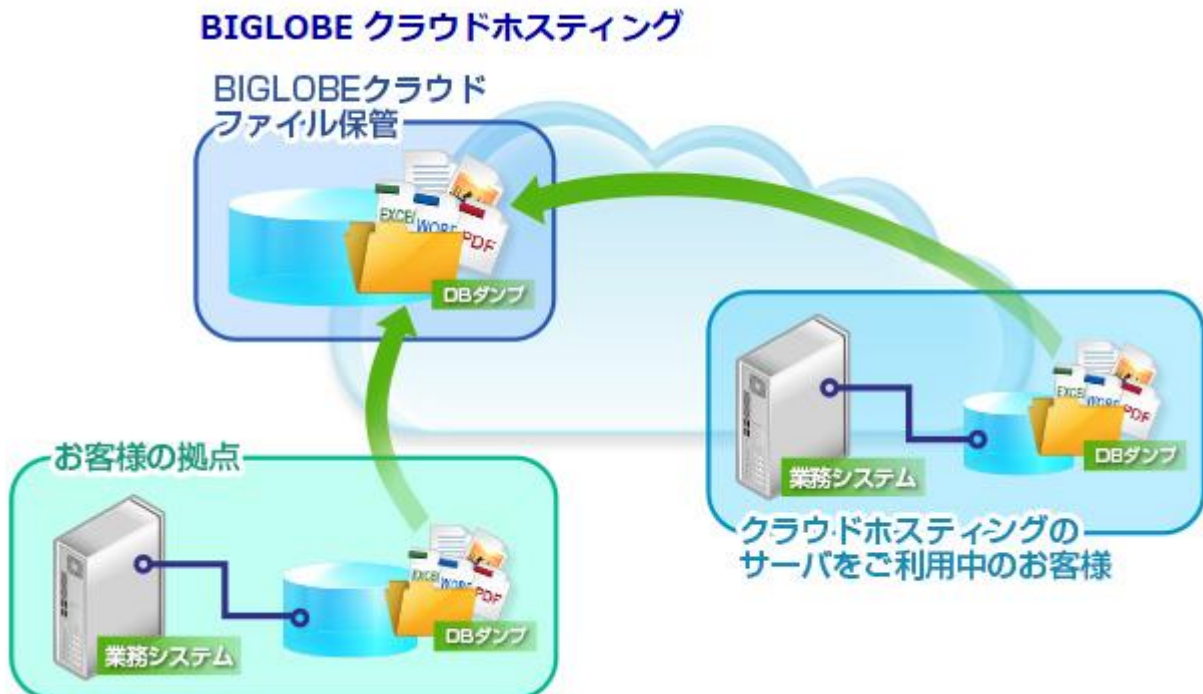 BIGLOBE クラウドホスティング
BIGLOBEクラウド
ファイル保管
EXCEL
WORD
PDF
DBダンプ
お客様の拠点
業務システム
EXCEL
WORD
PDF
DBダンプ
業務システム
EXCEL
WORD
PDF
DBダンプ
クラウドホスティングの
サーバをご利用中のお客様